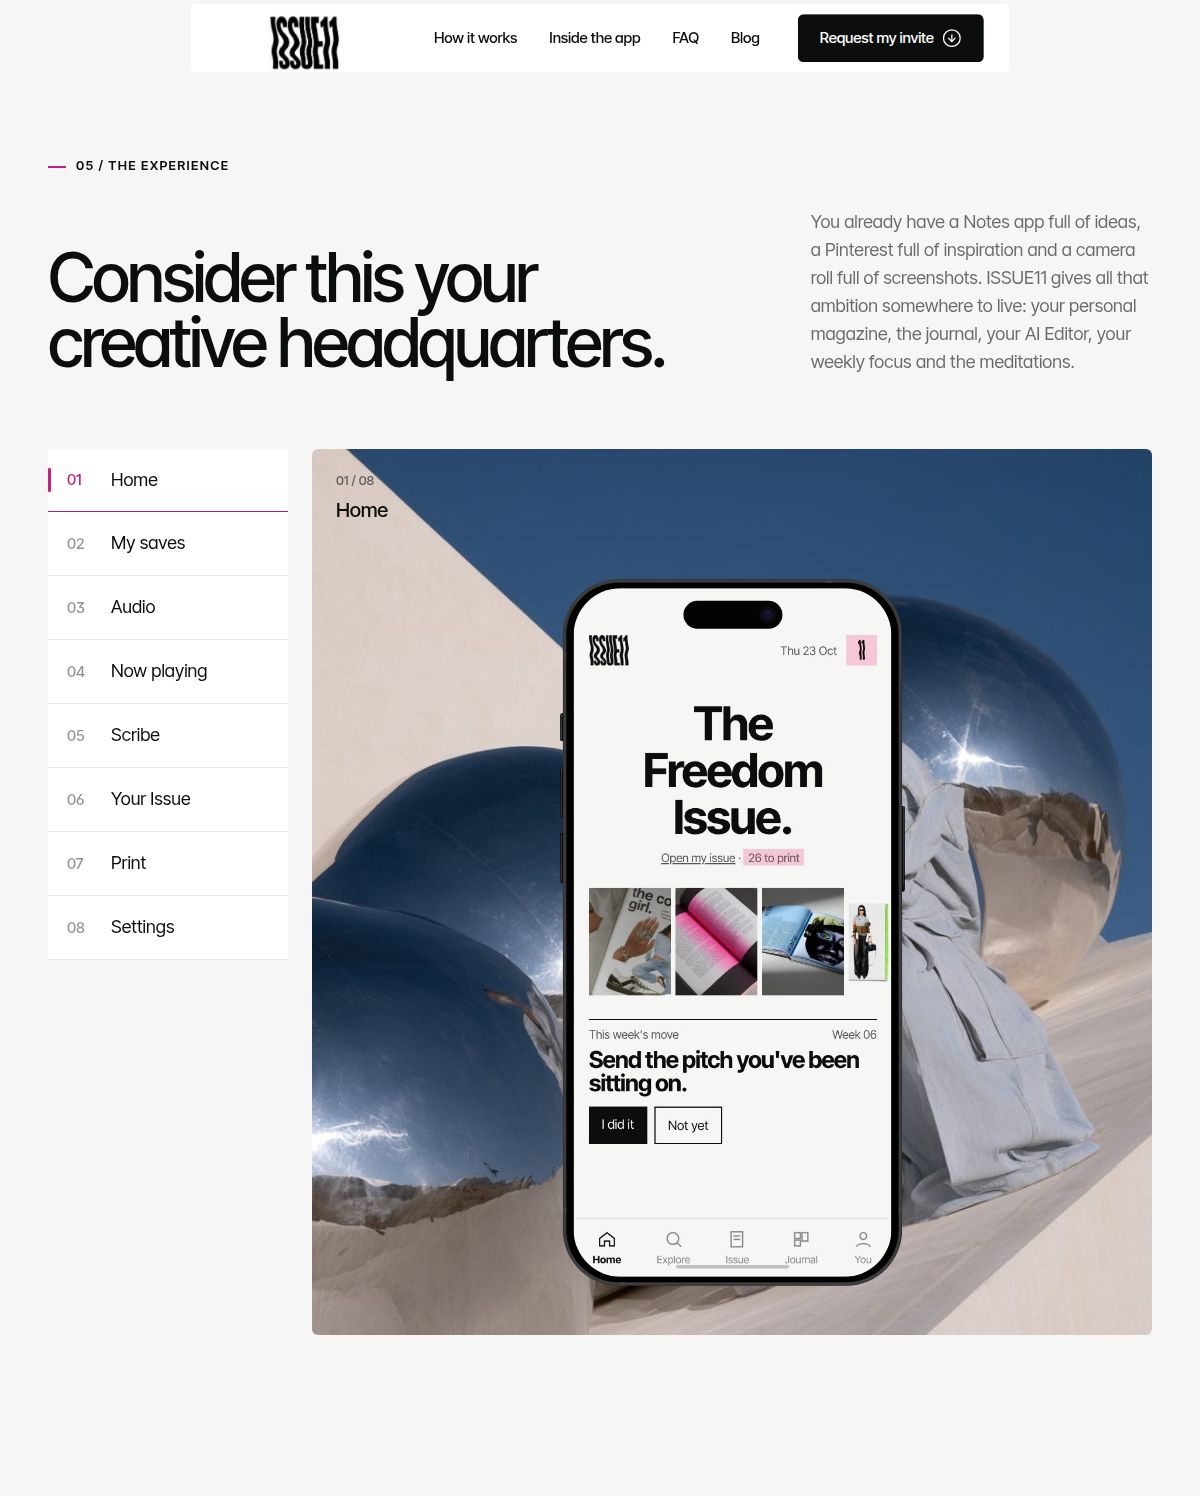 ISSUE11
How it works
Inside the app
FAQ
Blog
Request my invite
05 / THE EXPERIENCE
Consider this your
creative headquarters.
You already have a Notes app full of ideas,
a Pinterest full of inspiration and a camera
roll full of screenshots. ISSUE11 gives all that
ambition somewhere to live: your personal
magazine, the journal, your AI Editor, your
weekly focus and the meditations.
01 Home
02 My saves
03 Audio
04 Now playing
05 Scribe
06 Your Issue
07 Print
08 Settings
01 / 08
Home
ISSUE11
Thu 23 Oct
11
The
Freedom
Issue.
Open my issue · 26 to print
the co
girl.
This week's move
Week 06
Send the pitch you've been
sitting on.
I did it
Not yet
Home
Explore
Issue
Journal
You